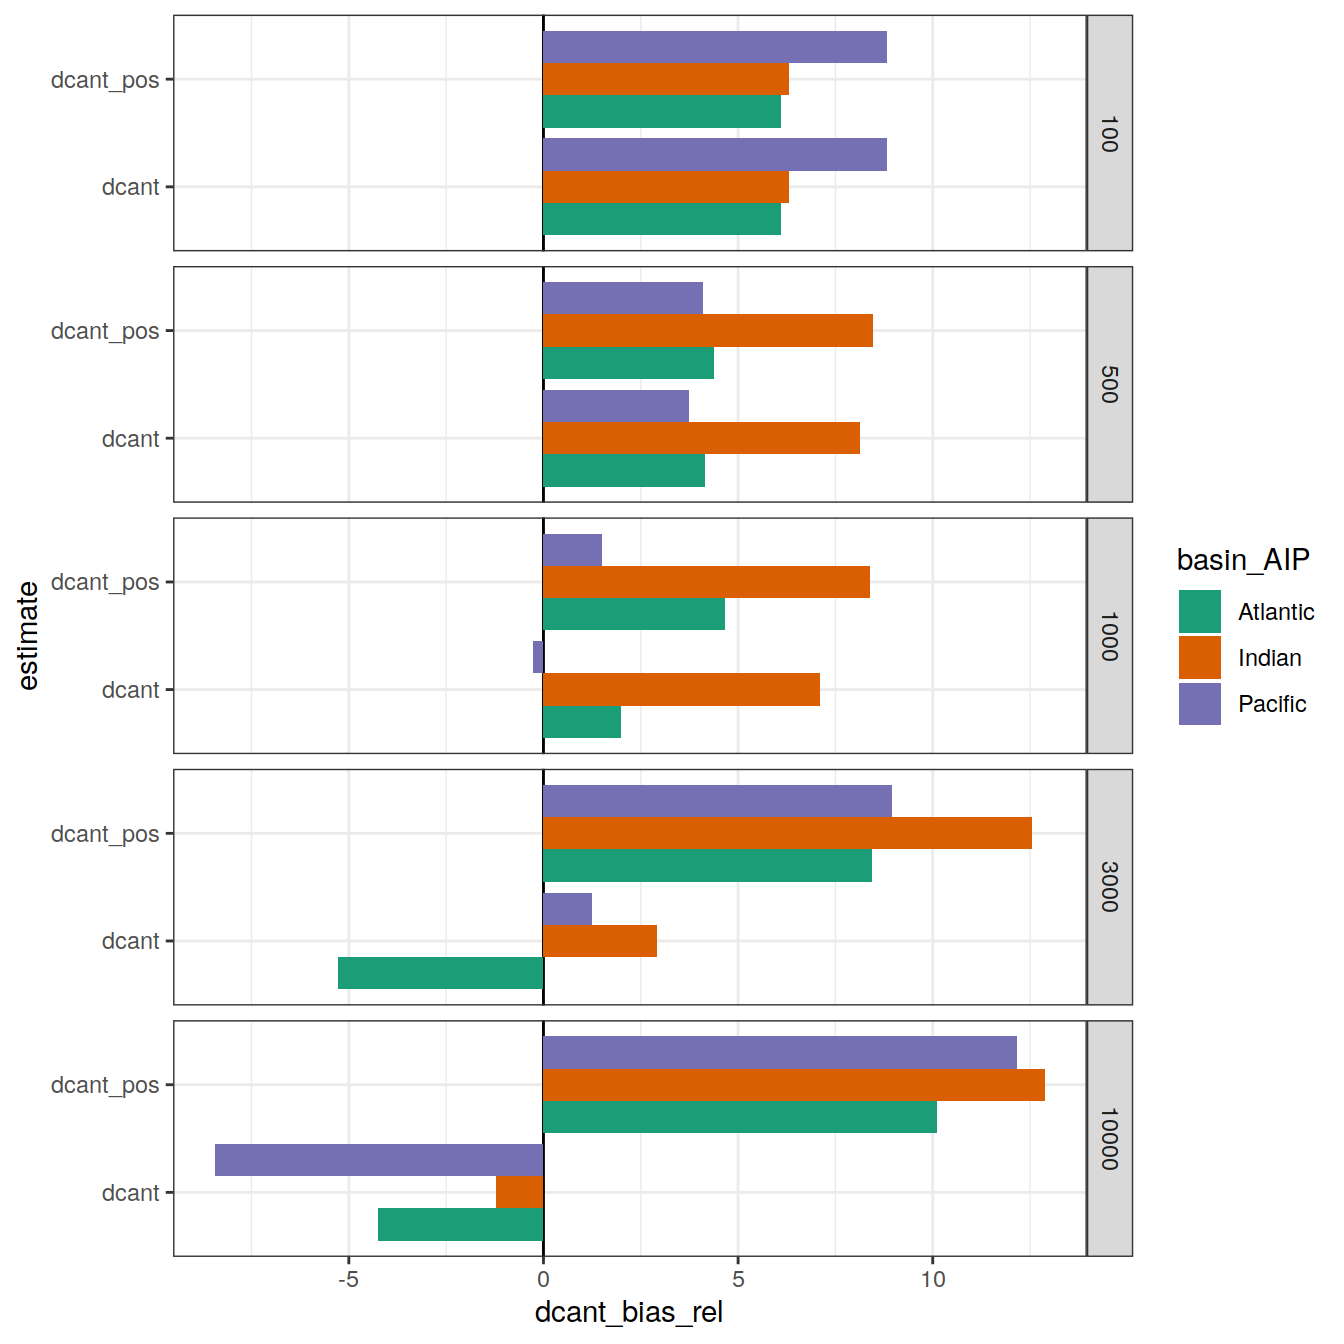 dcant_pos
dcant
100
dcant_pos
dcant
500
dcant_pos
dcant
1000
dcant_pos
dcant
3000
dcant_pos
dcant
10000
estimate
-5
0
5
10
dcant_bias_rel
basin_AIP
Atlantic
Indian
Pacific